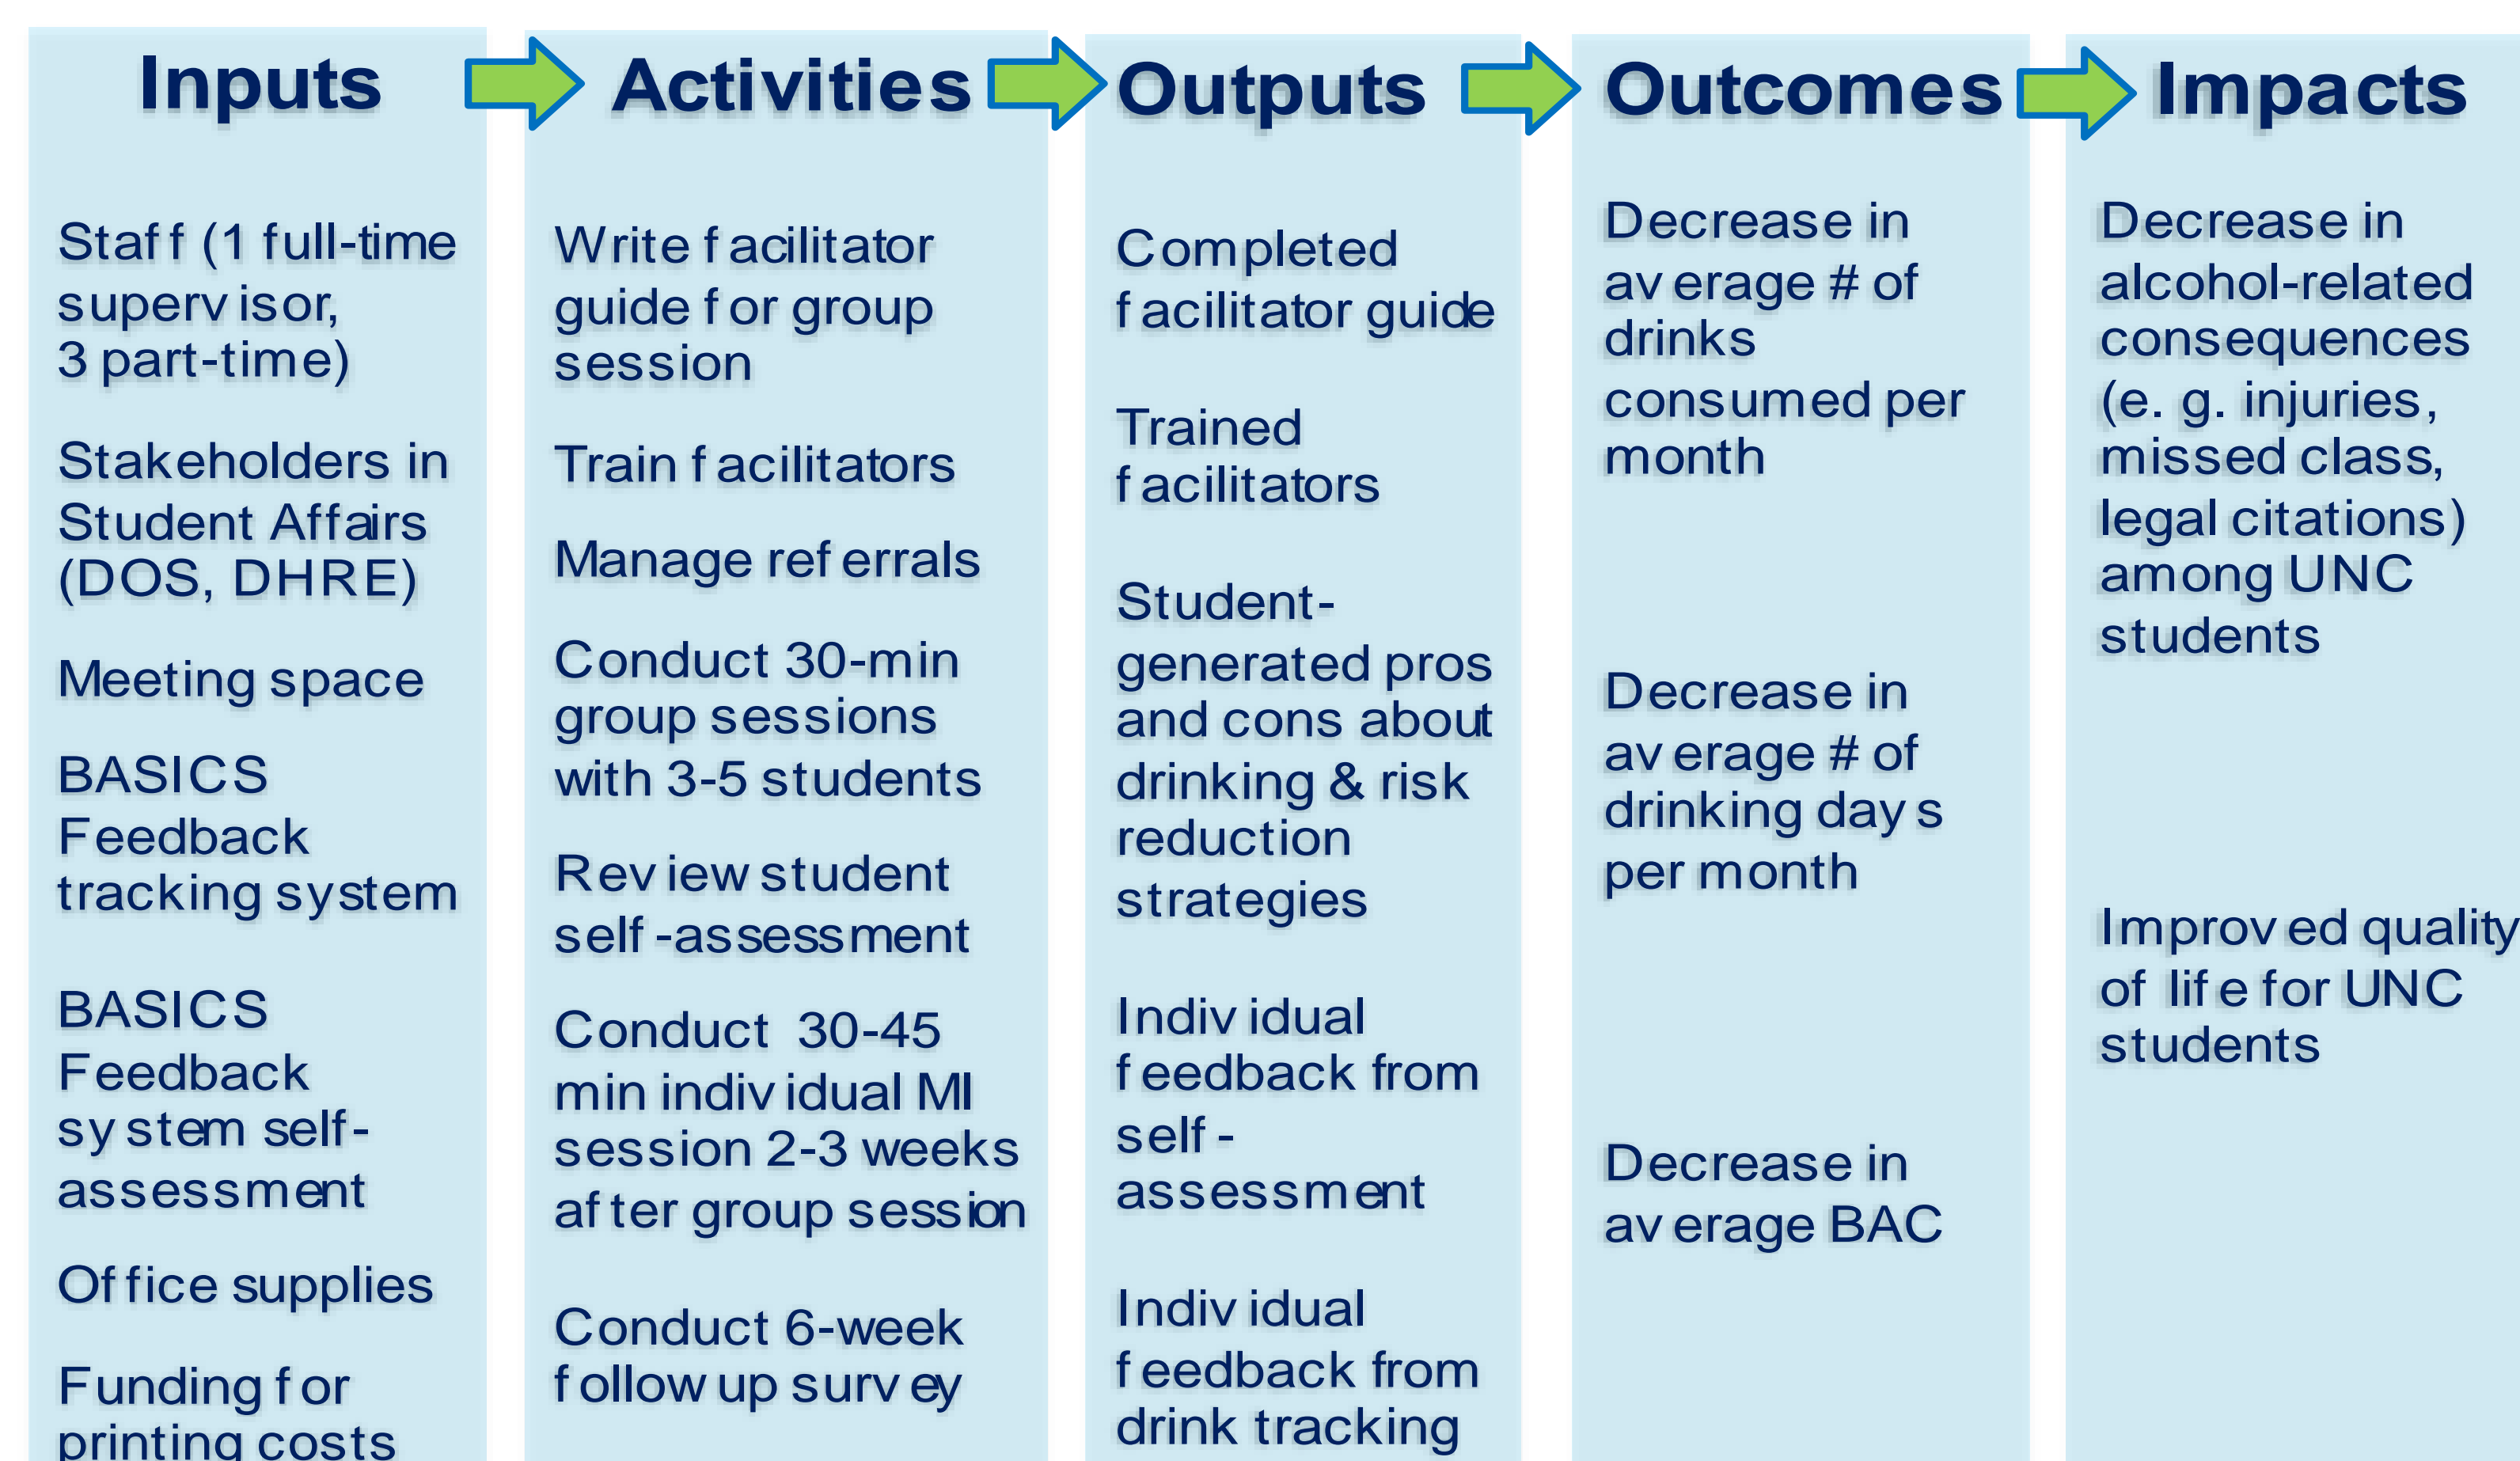 Inputs
Staff (1 full-time
supervisor,
3 part-time)
Stakeholders in
Student Affairs
(DOS, DHRE)
Meeting space
BASICS
Feedback
tracking system
BASICS
Feedback
system self-
assessment
Office supplies
Funding for
printing costs
Activities
Write facilitator
guide for group
session
Train facilitators
Manage referrals
Conduct 30-min
group sessions
with 3-5 students
Review student
self-assessment
Conduct 30-45
min individual MI
session 2-3 weeks
after group session
Conduct 6-week
follow up survey
Outputs
Completed
facilitator guide
Trained
facilitators
Student-
generated pros
and cons about
drinking & risk
reduction
strategies
Individual
feedback from
self-
assessment
Individual
feedback from
drink tracking
Outcomes
Decrease in
average # of
drinks
consumed per
month
Decrease in
average # of
drinking days
per month
Decrease in
average BAC
Impacts
Decrease in
alcohol-related
consequences
(e. g. injuries,
missed class,
legal citations)
among UNC
students
Improved quality
of life for UNC
students